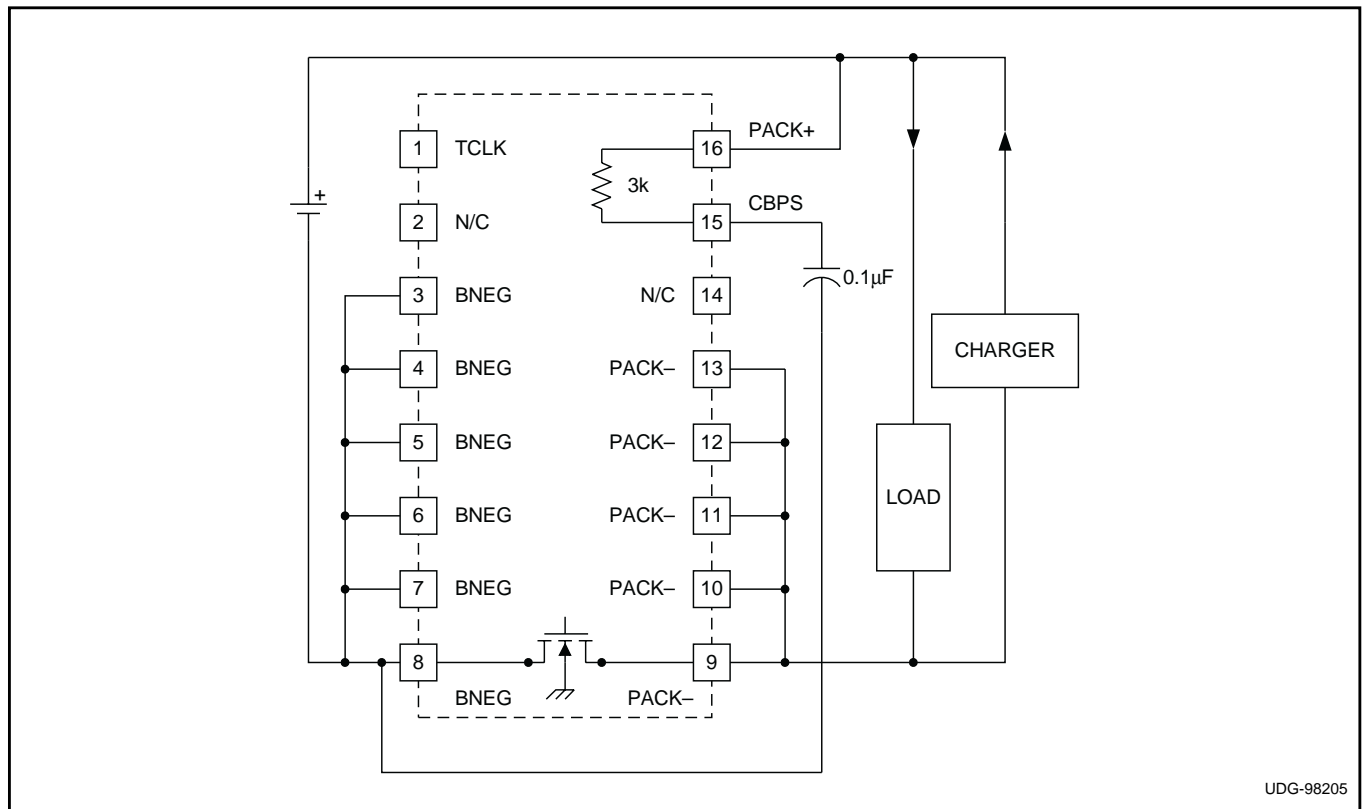 PACK+
1 TCLK
16
3k
+
CBPS
2 N/C
15
0.1µF
3 BNEG
N/C 14
CHARGER
4 BNEG
PACK– 13
5 BNEG
PACK– 12
LOAD
6 BNEG
PACK– 11
7 BNEG
PACK– 10
8
9
BNEG
PACK–
UDG-98205